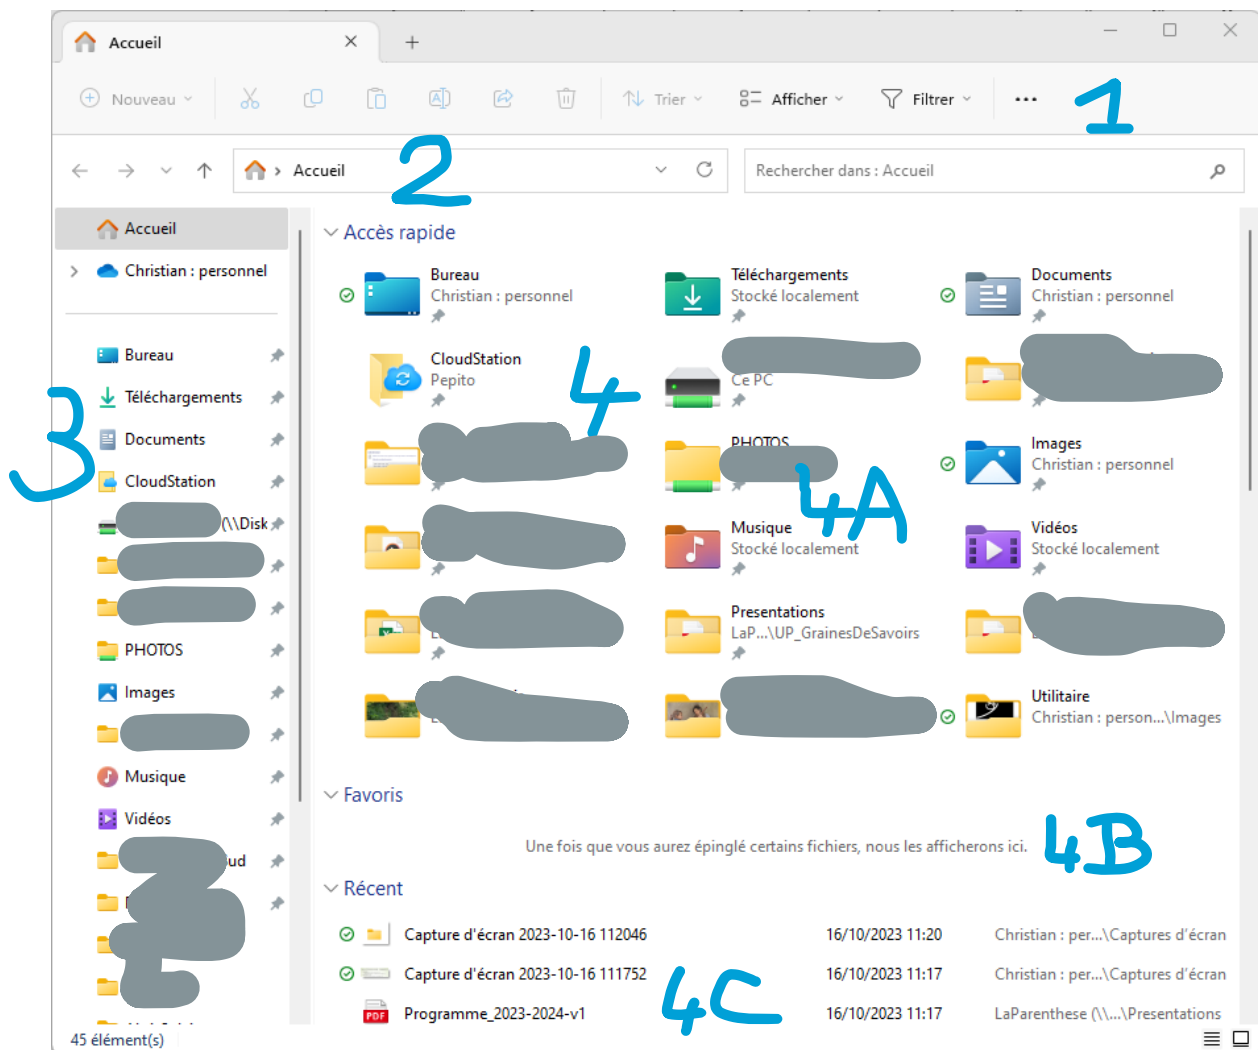 Accueil
Nouveau
Trier
Afficher
Filtrer
1
Accueil
2
Rechercher dans : Accueil
Accueil
Christian : personnel
Bureau
Téléchargements
Documents
CloudStation
3
(\\Disk
PHOTOS
Images
Musique
Vidéos
ud
Accès rapide
Bureau
Christian : personnel
Téléchargements
Stocké localement
Documents
Christian : personnel
CloudStation
Pepito
4
Ce PC
PHOTOS
4A
Images
Christian : personnel
Musique
Stocké localement
Vidéos
Stocké localement
Presentations
LaP...\UP_GrainesDeSavoirs
Utilitaire
Christian : person...\Images
Favoris
Une fois que vous aurez épinglé certains fichiers, nous les afficherons ici.
4B
Récent
Capture d'écran 2023-10-16 112046 16/10/2023 11:20 Christian : per...\Captures d'écran
Capture d'écran 2023-10-16 111752 16/10/2023 11:17 Christian : per...\Captures d'écran
4C
PDF Programme_2023-2024-v1 16/10/2023 11:17 LaParenthese (\\...\Presentations
45 élément(s)